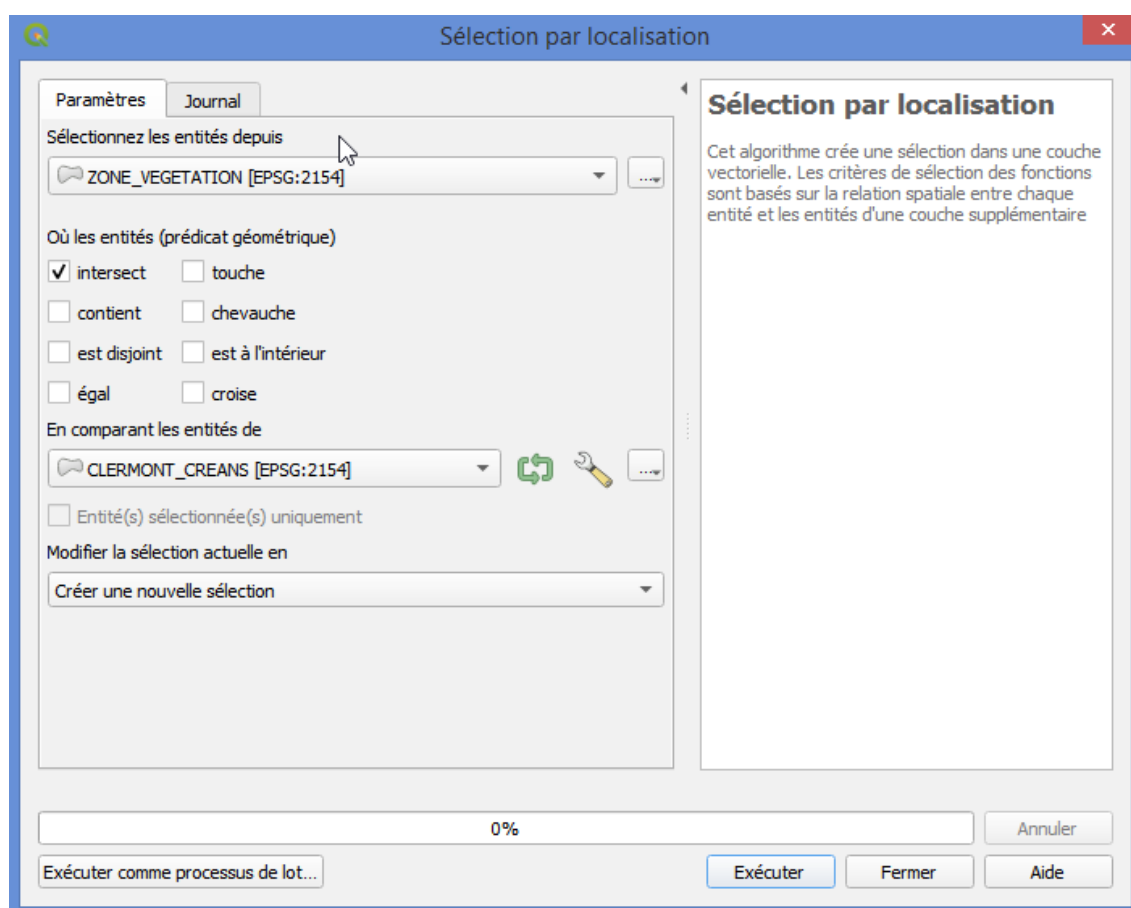 Sélection par localisation
Paramètres
Journal
Sélectionnez les entités depuis
ZONE_VEGETATION [EPSG:2154]
...
Où les entités (prédicat géométrique)
intersect
touche
contient
chevauche
est disjoint
est à l'intérieur
égal
croise
En comparant les entités de
CLERMONT_CREANS [EPSG:2154]
...
Entité(s) sélectionnée(s) uniquement
Modifier la sélection actuelle en
Créer une nouvelle sélection
Sélection par localisation
Cet algorithme crée une sélection dans une couche
vectorielle. Les critères de sélection des fonctions
sont basés sur la relation spatiale entre chaque
entité et les entités d'une couche supplémentaire
0%
Annuler
Exécuter comme processus de lot...
Exécuter
Fermer
Aide